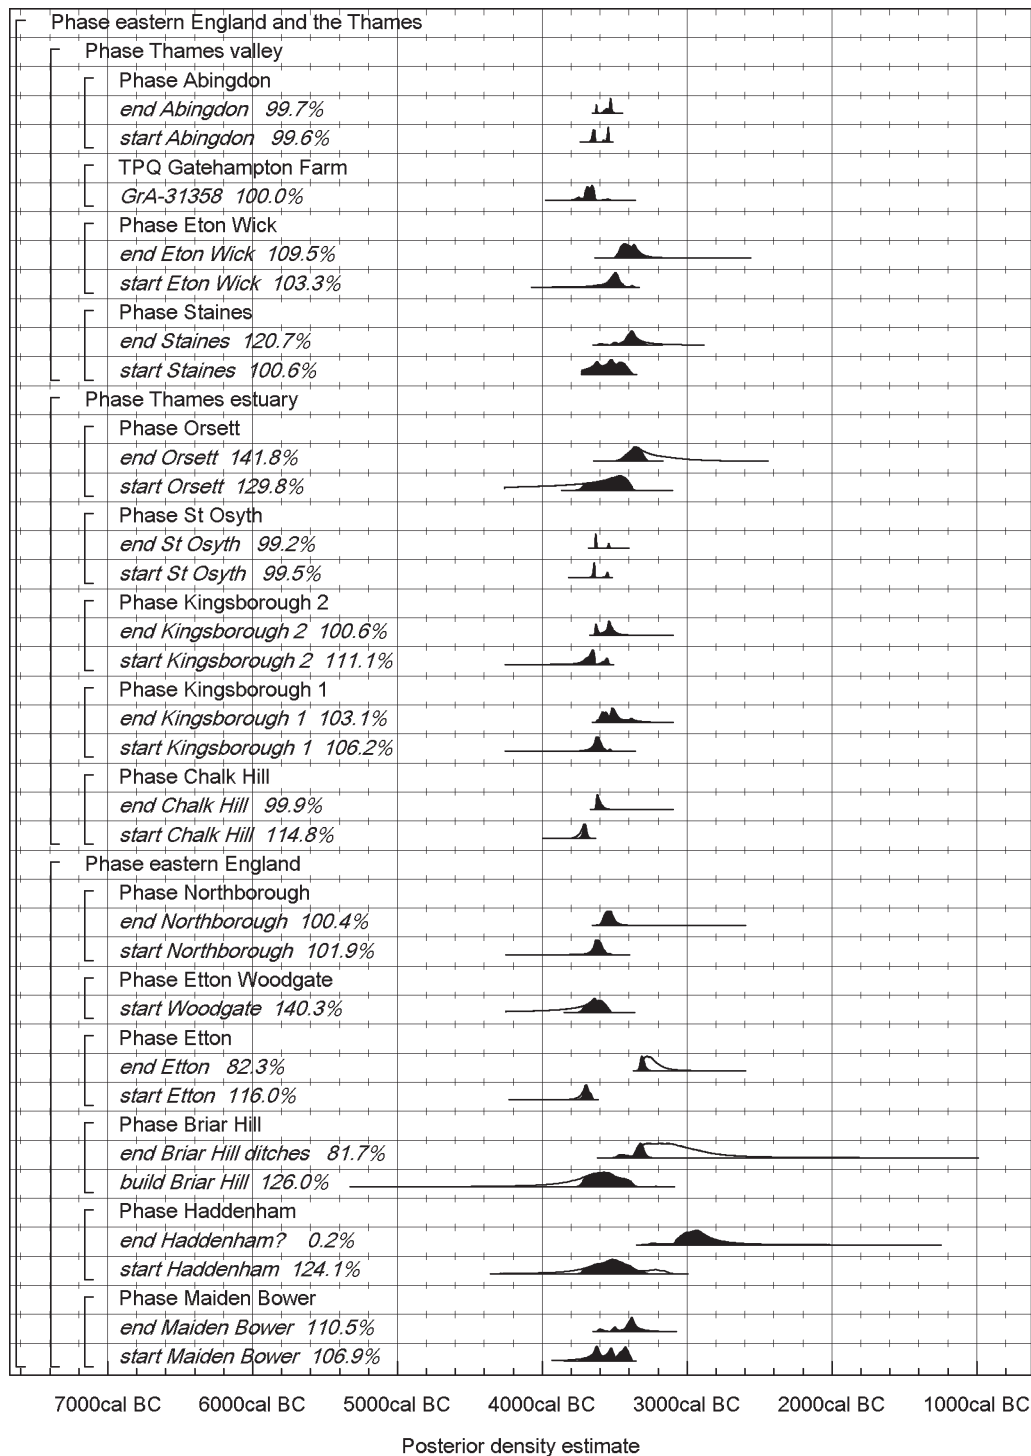 Phase eastern England and the Thames
Phase Thames valley
Phase Abingdon
end Abingdon 99.7%
start Abingdon 99.6%
TPQ Gatehampton Farm
GrA-31358 100.0%
Phase Eton Wick
end Eton Wick 109.5%
start Eton Wick 103.3%
Phase Staines
end Staines 120.7%
start Staines 100.6%
Phase Thames estuary
Phase Orsett
end Orsett 141.8%
start Orsett 129.8%
Phase St Osyth
end St Osyth 99.2%
start St Osyth 99.5%
Phase Kingsborough 2
end Kingsborough 2 100.6%
start Kingsborough 2 111.1%
Phase Kingsborough 1
end Kingsborough 1 103.1%
start Kingsborough 1 106.2%
Phase Chalk Hill
end Chalk Hill 99.9%
start Chalk Hill 114.8%
Phase eastern England
Phase Northborough
end Northborough 100.4%
start Northborough 101.9%
Phase Etton Woodgate
start Woodgate 140.3%
Phase Etton
end Etton 82.3%
start Etton 116.0%
Phase Briar Hill
end Briar Hill ditches 81.7%
build Briar Hill 126.0%
Phase Haddenham
end Haddenham? 0.2%
start Haddenham 124.1%
Phase Maiden Bower
end Maiden Bower 110.5%
start Maiden Bower 106.9%
7000cal BC 6000cal BC 5000cal BC 4000cal BC 3000cal BC 2000cal BC 1000cal BC
Posterior density estimate